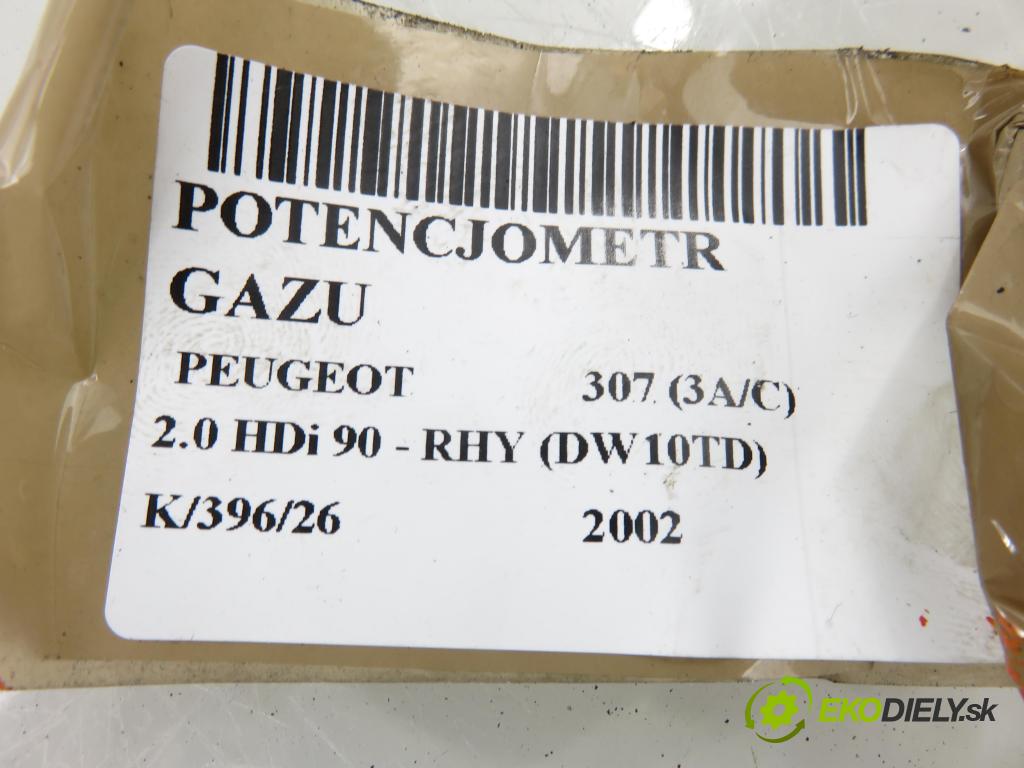 POTENCJOMETR
GAZU
PEUGEOT 307 (3A/C)
2.0 HDi 90 - RHY (DW10TD)
K/396/26 2002
EKODIELY.sk